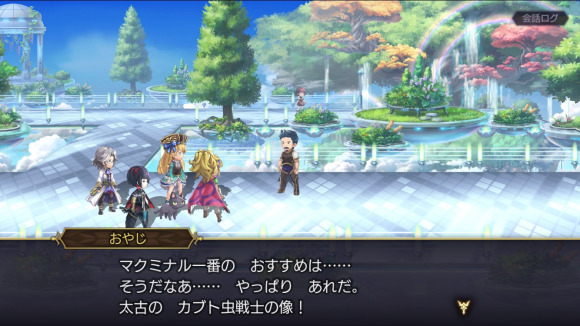 会話ログ
おやじ
マクミナル一番の　おすすめは……
そうだなあ……　やっぱり　あれだ。
太古の　カブト虫戦士の像！